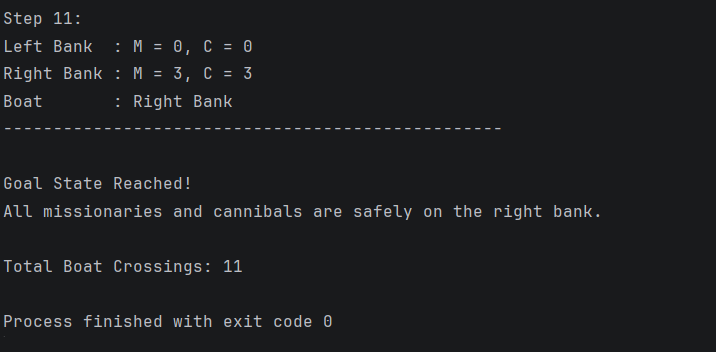 Step 11:
Left Bank  : M = 0, C = 0
Right Bank : M = 3, C = 3
Boat       : Right Bank
--------------------------------------------------
Goal State Reached!
All missionaries and cannibals are safely on the right bank.
Total Boat Crossings: 11
Process finished with exit code 0